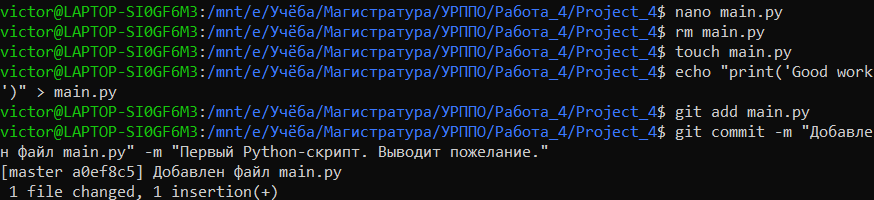 victor@LAPTOP-SI0GF6M3:/mnt/e/Учёба/Магистратура/УРППО/Работа_4/Project_4$ nano main.py
victor@LAPTOP-SI0GF6M3:/mnt/e/Учёба/Магистратура/УРППО/Работа_4/Project_4$ rm main.py
victor@LAPTOP-SI0GF6M3:/mnt/e/Учёба/Магистратура/УРППО/Работа_4/Project_4$ touch main.py
victor@LAPTOP-SI0GF6M3:/mnt/e/Учёба/Магистратура/УРППО/Работа_4/Project_4$ echo "print('Good work
')" > main.py
victor@LAPTOP-SI0GF6M3:/mnt/e/Учёба/Магистратура/УРППО/Работа_4/Project_4$ git add main.py
victor@LAPTOP-SI0GF6M3:/mnt/e/Учёба/Магистратура/УРППО/Работа_4/Project_4$ git commit -m "Добавле
н файл main.py" -m "Первый Python-скрипт. Выводит пожелание."
[master a0ef8c5] Добавлен файл main.py
 1 file changed, 1 insertion(+)